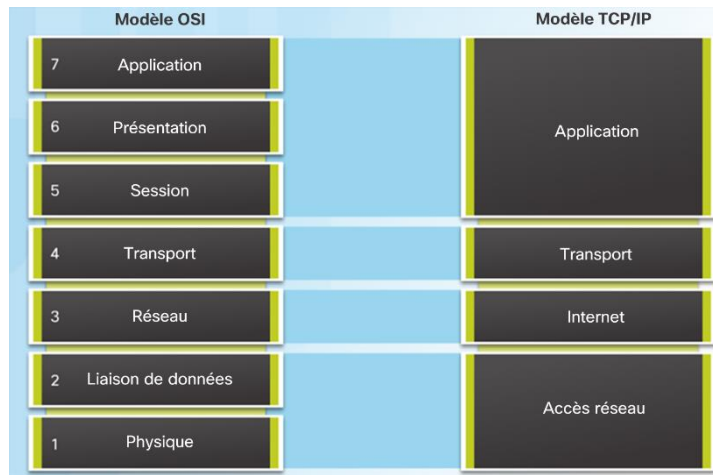 Modèle OSI
Modèle TCP/IP
7 Application
6 Présentation
5 Session
4 Transport
3 Réseau
2 Liaison de données
1 Physique
Application
Transport
Internet
Accès réseau